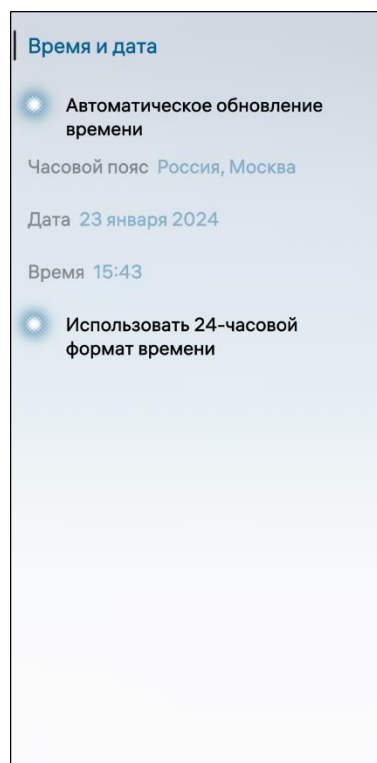 Время и дата
Автоматическое обновление
времени
Часовой пояс Россия, Москва
Дата 23 января 2024
Время 15:43
Использовать 24-часовой
формат времени